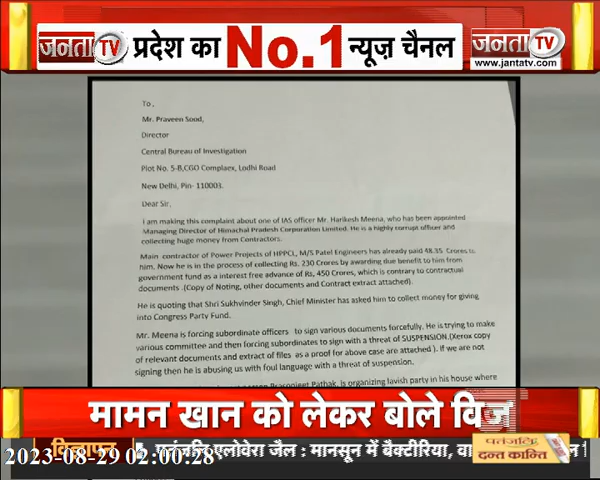 जनता TV प्रदेश का No.1 न्यूज़ चैनल जनता TV
www.jantatv.com
To ,
Mr. Praveen Sood,
Director
Central Bureau of Investigation
Plot No. 5-B,CGO Complaex, Lodhi Road
New Delhi, Pin- 110003.
Dear Sir,
I am making this complaint about one of IAS officer Mr. Harikesh Meena, who has been appointed
Managing Director of Himachal Pradesh Corporation Limited. He is a highly corrupt officer and
collecting huge money from Contractors.
Main contractor of Power Projects of HPPCL, M/S Patel Engineers has already paid 48.35 Crores to
him. Now he is in the process of collecting Rs. 230 Crores by awarding due benefit to him from
government fund as a interest free advance of Rs, 450 Crores, which is contrary to contractual
documents .(Copy of Noting, other documents and Contract extract attached).
He is quoting that Shri Sukhvinder Singh, Chief Minister has asked him to collect money for giving
into Congress Party Fund.
Mr. Meena is forcing subordinate officers to sign various documents forcefully. He is trying to make
various committee and then forcing subordinates to sign with a threat of SUSPENSION.(Xerox copy
of relevant documents and extract of files as a proof for above case are attached ). If we are not
signing then he is abusing us with foul language with a threat of suspension.
Prasonjeet Pathak, is organizing lavish party in his house where
मामन खान को लेकर बोले विज
विज्ञापन पतंजलि एलोवेरा जैल : मानसून में बैक्टीरिया,
पतंजलि
दन्त कान्ति
2023-08-29 02:00:28